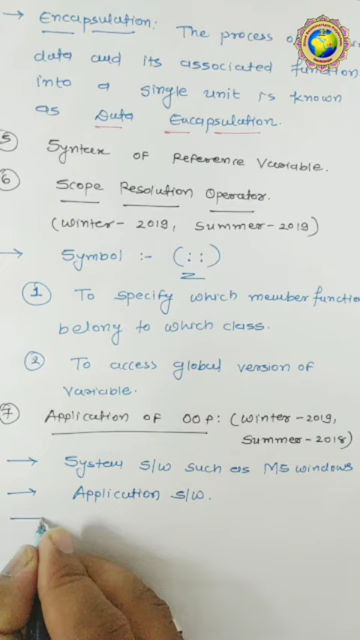 → Encapsulation: The process o
data and its associated function
into a single unit is known
as Data Encapsulation.
⑤ Syntax of Reference Variable.
⑥ Scope Resolution Operator.
(Winter-2019, Summer-2019)
→ Symbol :- (::)
① To specify which member function
belong to which class.
② To access global version of
Variable.
⑦ Application of OOP: (Winter-2019,
Summer-2018)
→ System S/W such as MS windows
→ Application S/W.